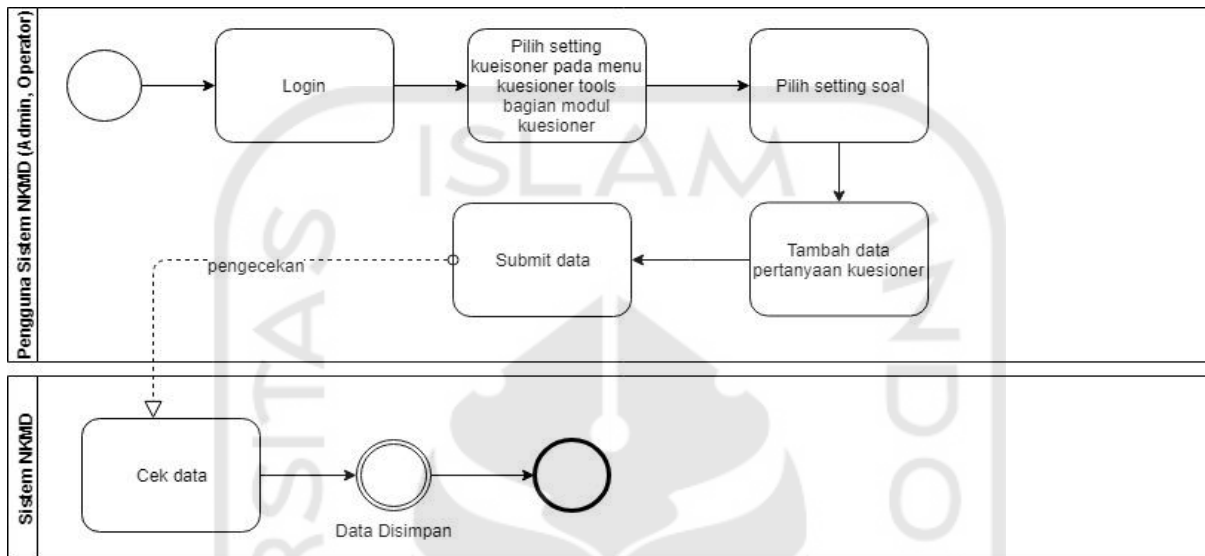 Pengguna Sistem NKMD (Admin, Operator)
Login
Pilih setting
kueisoner pada menu
kuesioner tools
bagian modul
kuesioner
Pilih setting soal
ISLAM
Submit data
Tambah data
pertanyaan kuesioner
pengecekan
Sistem NKMD
Cek data
Data Disimpan